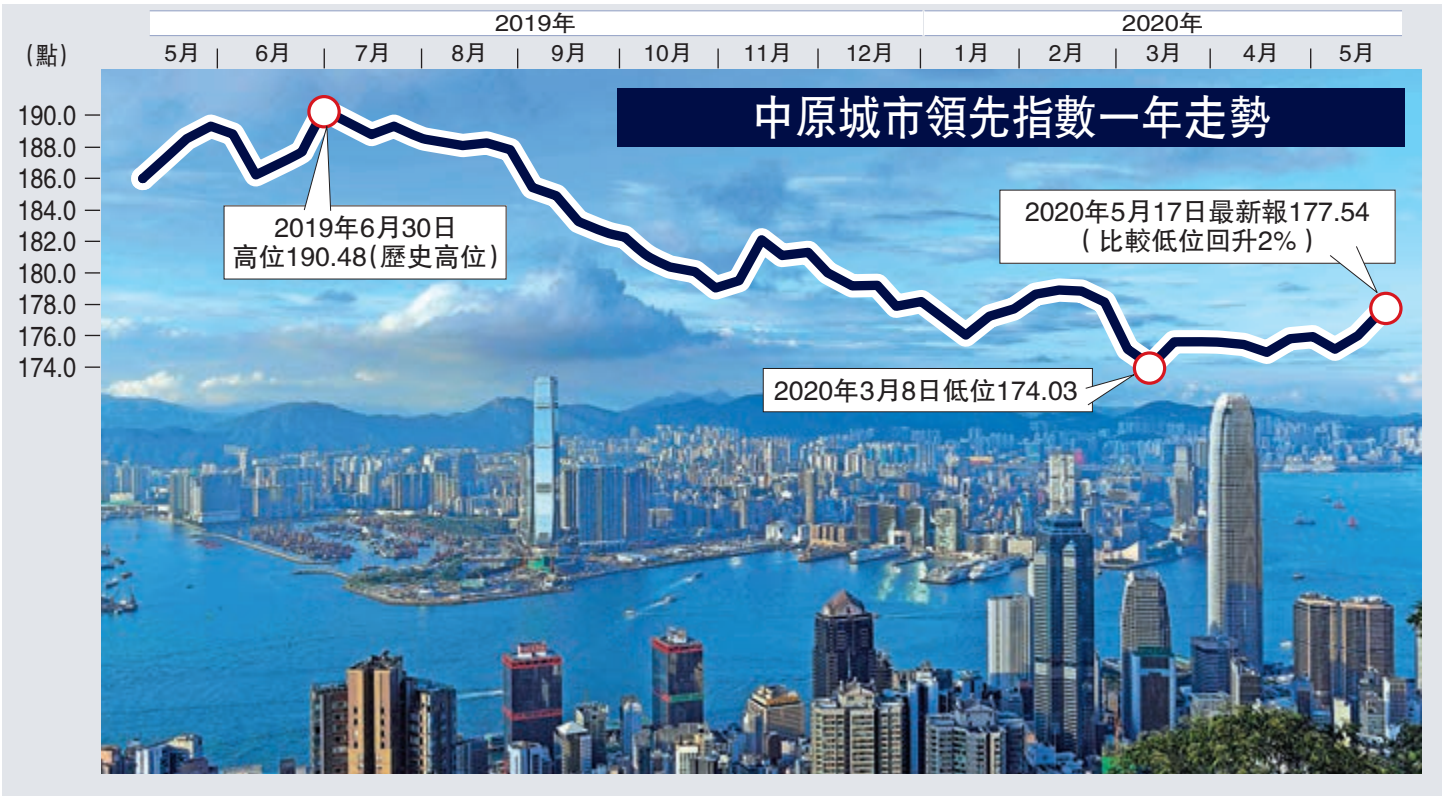 2019年 2020年
(點) 5月 6月 7月 8月 9月 10月 11月 12月 1月 2月 3月 4月 5月
中原城市領先指數一年走勢
190.0
188.0
186.0
184.0
182.0
180.0
178.0
176.0
174.0
2019年6月30日
高位190.48(歷史高位)
2020年5月17日最新報177.54
(比較低位回升2%)
2020年3月8日低位174.03